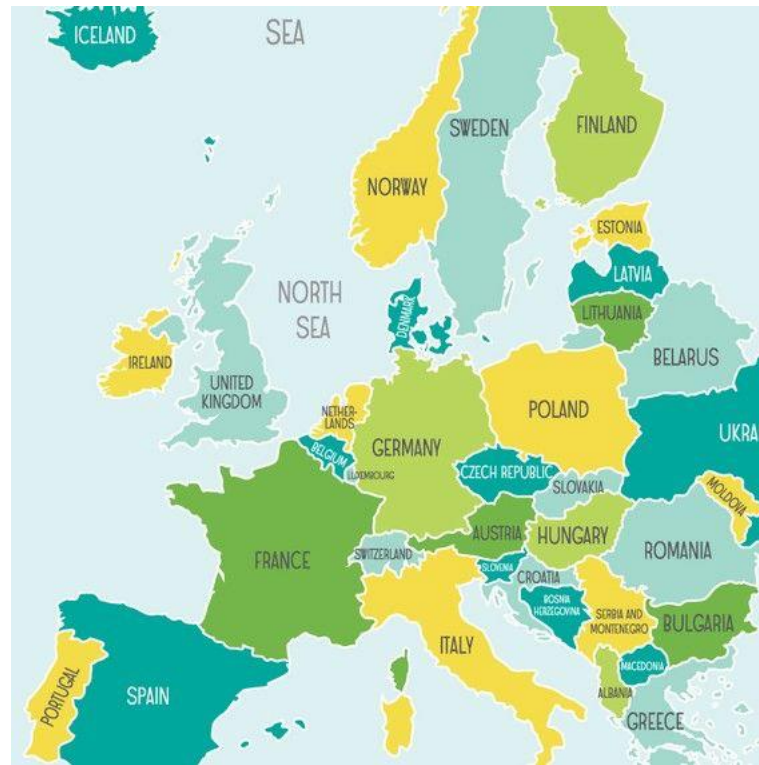 ICELAND
SEA
SWEDEN
FINLAND
NORWAY
ESTONIA
LATVIA
NORTH
SEA
DENMARK
LITHUANIA
BELARUS
IRELAND
UNITED
KINGDOM
NETHER-
LANDS
POLAND
UKRA
BELGIUM
GERMANY
LUXEMBOURG
CZECH REPUBLIC
SLOVAKIA
MOLDOVA
FRANCE
SWITZERLAND
AUSTRIA
HUNGARY
ROMANIA
SLOVENIA
CROATIA
BOSNIA
HERZEGOVNA
SERBIA AND
MONTENEGRO
BULGARIA
ITALY
MACEDONIA
PORTUGAL
SPAIN
ALBANIA
GREECE